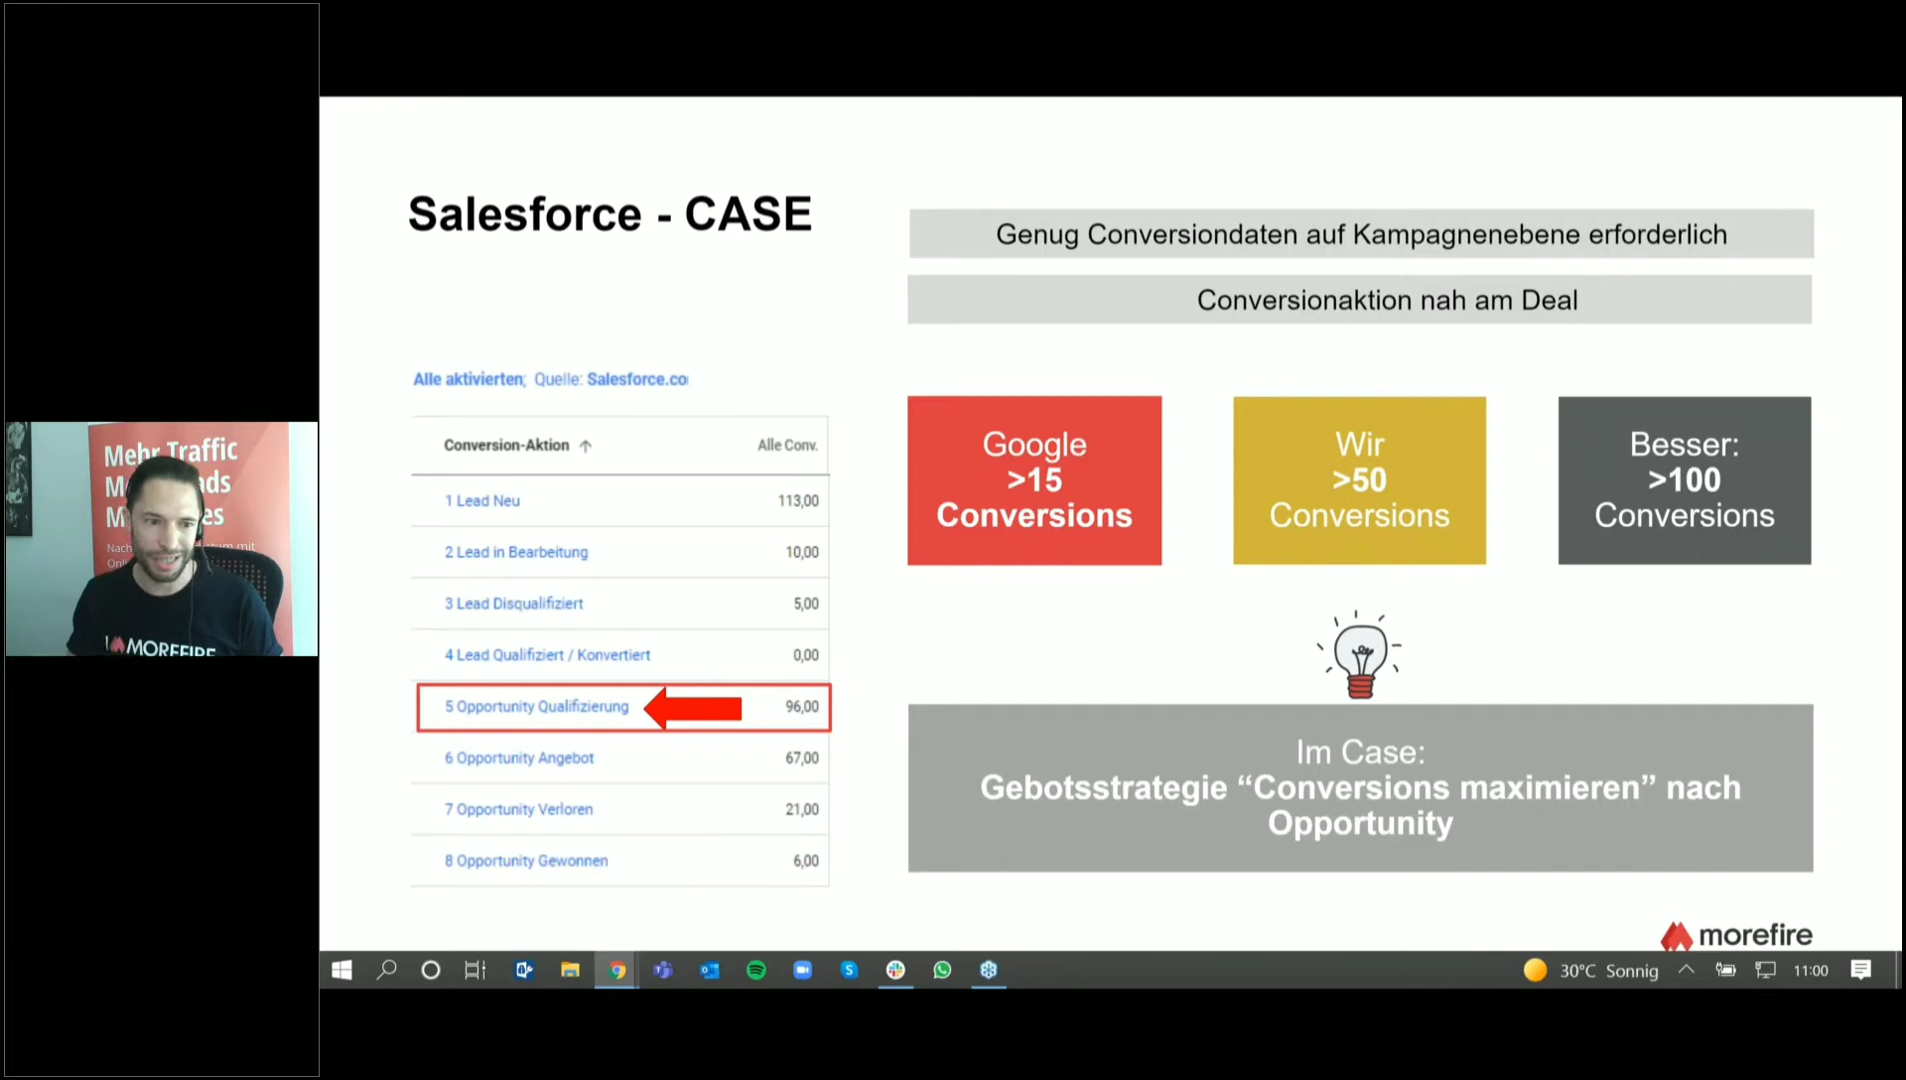 Salesforce - CASE
Genug Conversiondaten auf Kampagnenebene erforderlich
Conversionaktion nah am Deal
Alle aktivierten; Quelle: Salesforce.co
Conversion-Aktion ↑ Alle Conv.
1 Lead Neu 113,00
2 Lead in Bearbeitung 10,00
3 Lead Disqualifiziert 5,00
4 Lead Qualifiziert / Konvertiert 0,00
5 Opportunity Qualifizierung 96,00
6 Opportunity Angebot 67,00
7 Opportunity Verloren 21,00
8 Opportunity Gewonnen 6,00
Google
>15
Conversions
Wir
>50
Conversions
Besser:
>100
Conversions
Im Case:
Gebotsstrategie “Conversions maximieren” nach
Opportunity
morefire
Mehr Traffic
MOREFIRE
30°C Sonnig
11:00